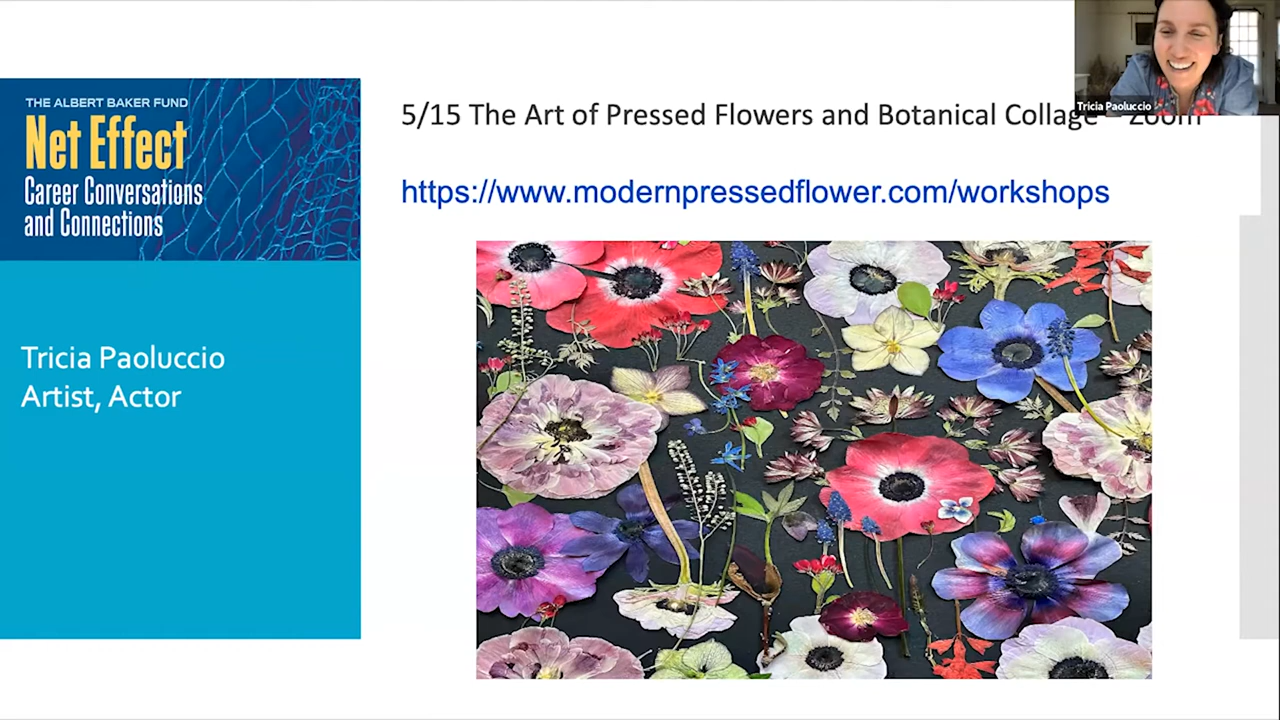 THE ALBERT BAKER FUND
Net Effect
Career Conversations
and Connections
Tricia Paoluccio
Artist, Actor
5/15 The Art of Pressed Flowers and Botanical Collage – Zoom
https://www.modernpressedflower.com/workshops
Tricia Paoluccio